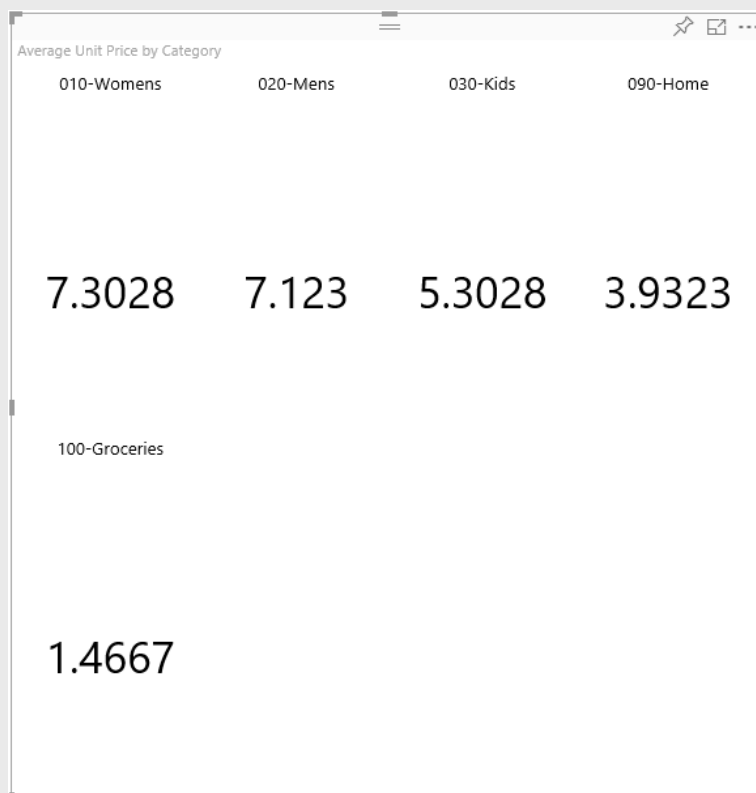 Average Unit Price by Category
010-Womens 020-Mens 030-Kids 090-Home
7.3028 7.123 5.3028 3.9323
100-Groceries
1.4667